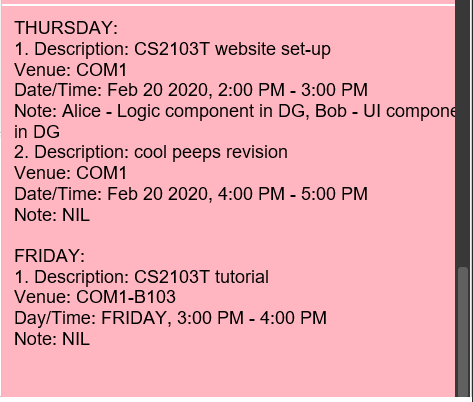 THURSDAY:
1. Description: CS2103T website set-up
Venue: COM1
Date/Time: Feb 20 2020, 2:00 PM - 3:00 PM
Note: Alice - Logic component in DG, Bob - UI compone
in DG
2. Description: cool peeps revision
Venue: COM1
Date/Time: Feb 20 2020, 4:00 PM - 5:00 PM
Note: NIL
FRIDAY:
1. Description: CS2103T tutorial
Venue: COM1-B103
Day/Time: FRIDAY, 3:00 PM - 4:00 PM
Note: NIL